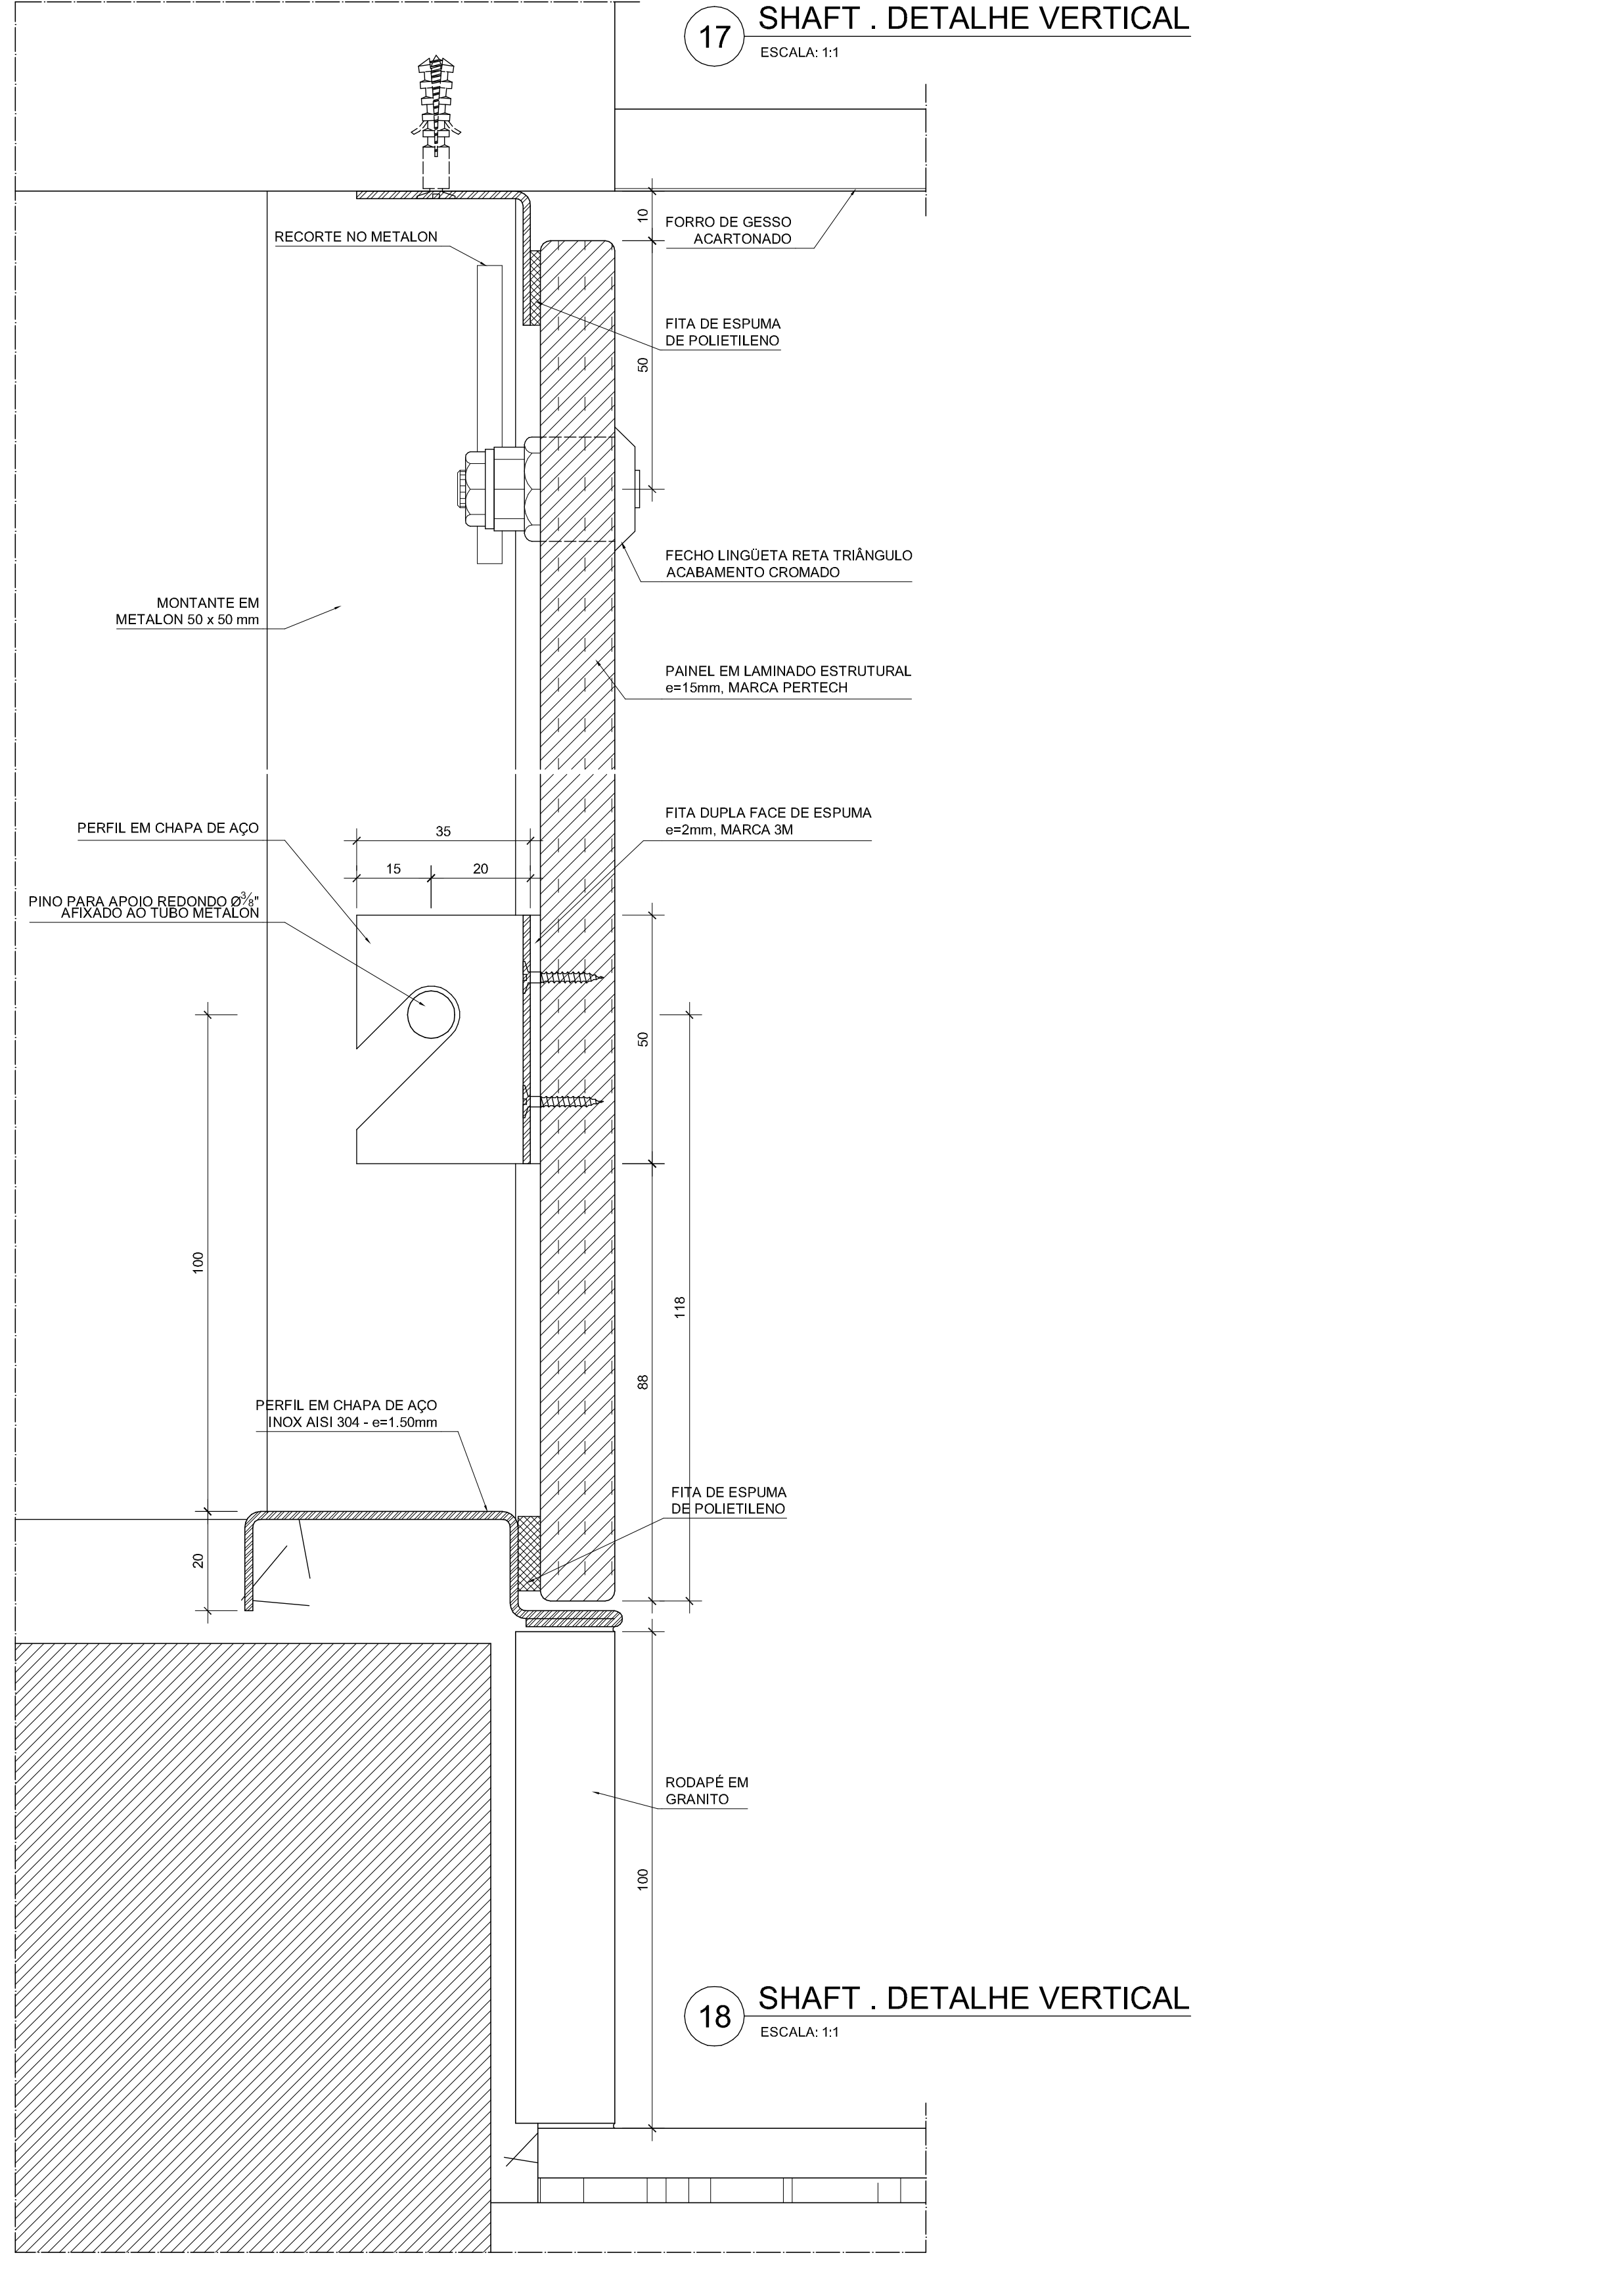 17
SHAFT . DETALHE VERTICAL
ESCALA: 1:1
10
FORRO DE GESSO
ACARTONADO
RECORTE NO METALON
FITA DE ESPUMA
DE POLIETILENO
50
FECHO LINGÜETA RETA TRIÂNGULO
ACABAMENTO CROMADO
MONTANTE EM
METALON 50 x 50 mm
PAINEL EM LAMINADO ESTRUTURAL
e=15mm, MARCA PERTECH
FITA DUPLA FACE DE ESPUMA
e=2mm, MARCA 3M
PERFIL EM CHAPA DE AÇO
35
15
20
PINO PARA APOIO REDONDO Ø3/8"
AFIXADO AO TUBO METALON
50
100
118
88
PERFIL EM CHAPA DE AÇO
INOX AISI 304 - e=1.50mm
FITA DE ESPUMA
DE POLIETILENO
20
RODAPÉ EM
GRANITO
100
18
SHAFT . DETALHE VERTICAL
ESCALA: 1:1